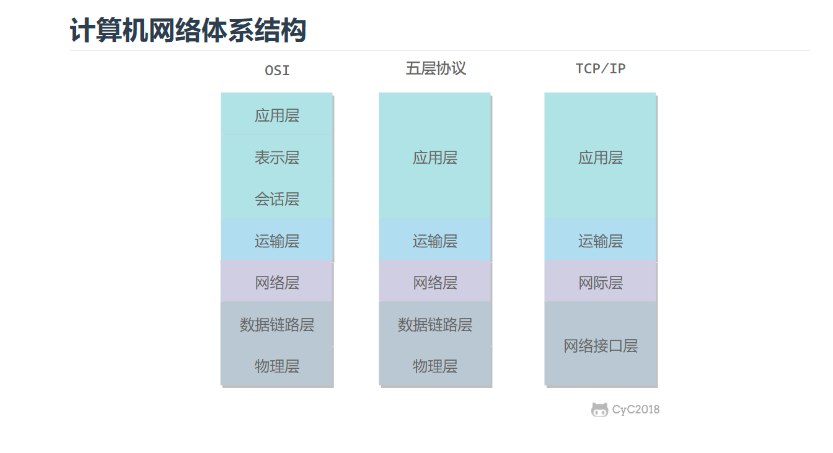 计算机网络体系结构
OSI 五层协议 TCP/IP
应用层
表示层 应用层 应用层
会话层
运输层 运输层 运输层
网络层 网络层 网际层
数据链路层 数据链路层
网络接口层
物理层 物理层
CyC2018